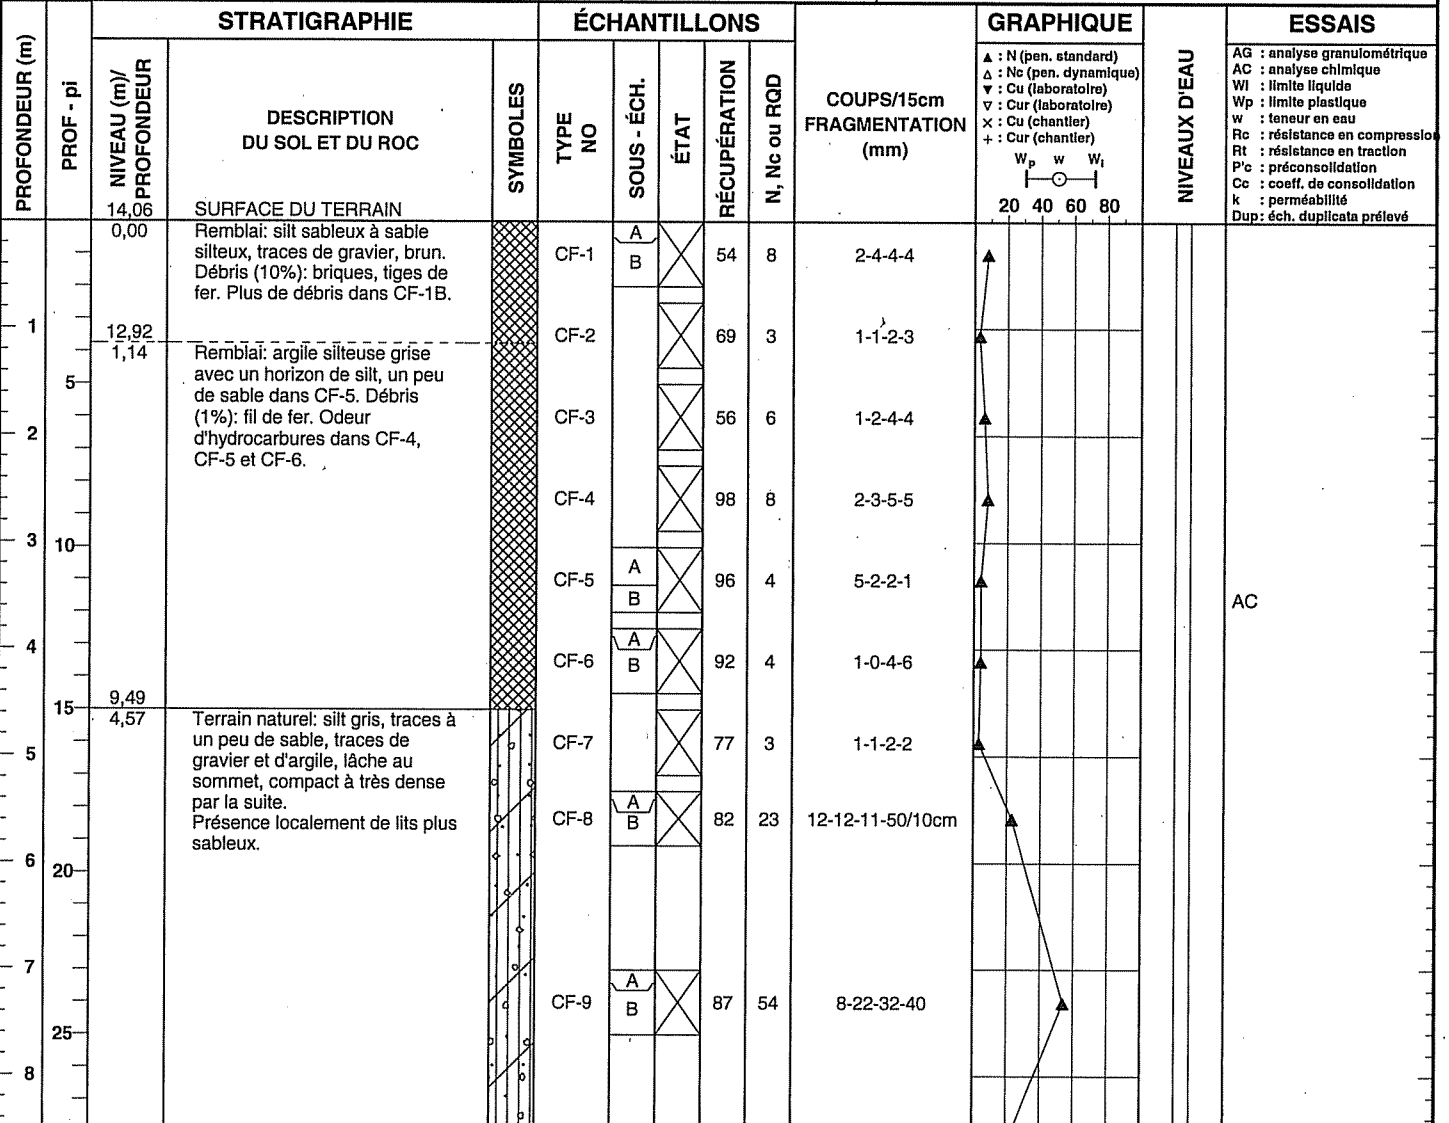 STRATIGRAPHIE
ÉCHANTILLONS
GRAPHIQUE
ESSAIS
PROFONDEUR (m)
PROF - pi
NIVEAU (m)/
PROFONDEUR
DESCRIPTION
DU SOL ET DU ROC
SYMBOLES
TYPE
NO
SOUS - ÉCH.
ÉTAT
RÉCUPÉRATION
N, Nc ou RQD
COUPS/15cm
FRAGMENTATION
(mm)
▲ : N (pen. standard)
△ : Nc (pen. dynamique)
▼ : Cu (laboratoire)
▽ : Cur (laboratoire)
× : Cu (chantier)
+ : Cur (chantier)
Wp w Wl
20 40 60 80
NIVEAUX D'EAU
AG : analyse granulométrique
AC : analyse chimique
Wl : limite liquide
Wp : limite plastique
w : teneur en eau
Rc : résistance en compression
Rt : résistance en traction
P'c : préconsolidation
Cc : coeff. de consolidation
k : perméabilité
Dup: éch. duplicata prélevé
14,06 SURFACE DU TERRAIN
0,00 Remblai: silt sableux à sable
silteux, traces de gravier, brun.
Débris (10%): briques, tiges de
fer. Plus de débris dans CF-1B.
CF-1 A B 54 8 2-4-4-4
1
12,92
CF-2 69 3 1-1-2-3
1,14 Remblai: argile silteuse grise
avec un horizon de silt, un peu
de sable dans CF-5. Débris
(1%): fil de fer. Odeur
d'hydrocarbures dans CF-4,
CF-5 et CF-6.
5
CF-3 56 6 1-2-4-4
2
CF-4 98 8 2-3-5-5
3
10
CF-5 A B 96 4 5-2-2-1
AC
4
CF-6 A B 92 4 1-0-4-6
9,49
15
4,57 Terrain naturel: silt gris, traces à
un peu de sable, traces de
gravier et d'argile, lâche au
sommet, compact à très dense
par la suite.
Présence localement de lits plus
sableux.
CF-7 77 3 1-1-2-2
5
CF-8 A B 82 23 12-12-11-50/10cm
6
20
7
CF-9 A B 87 54 8-22-32-40
25
8